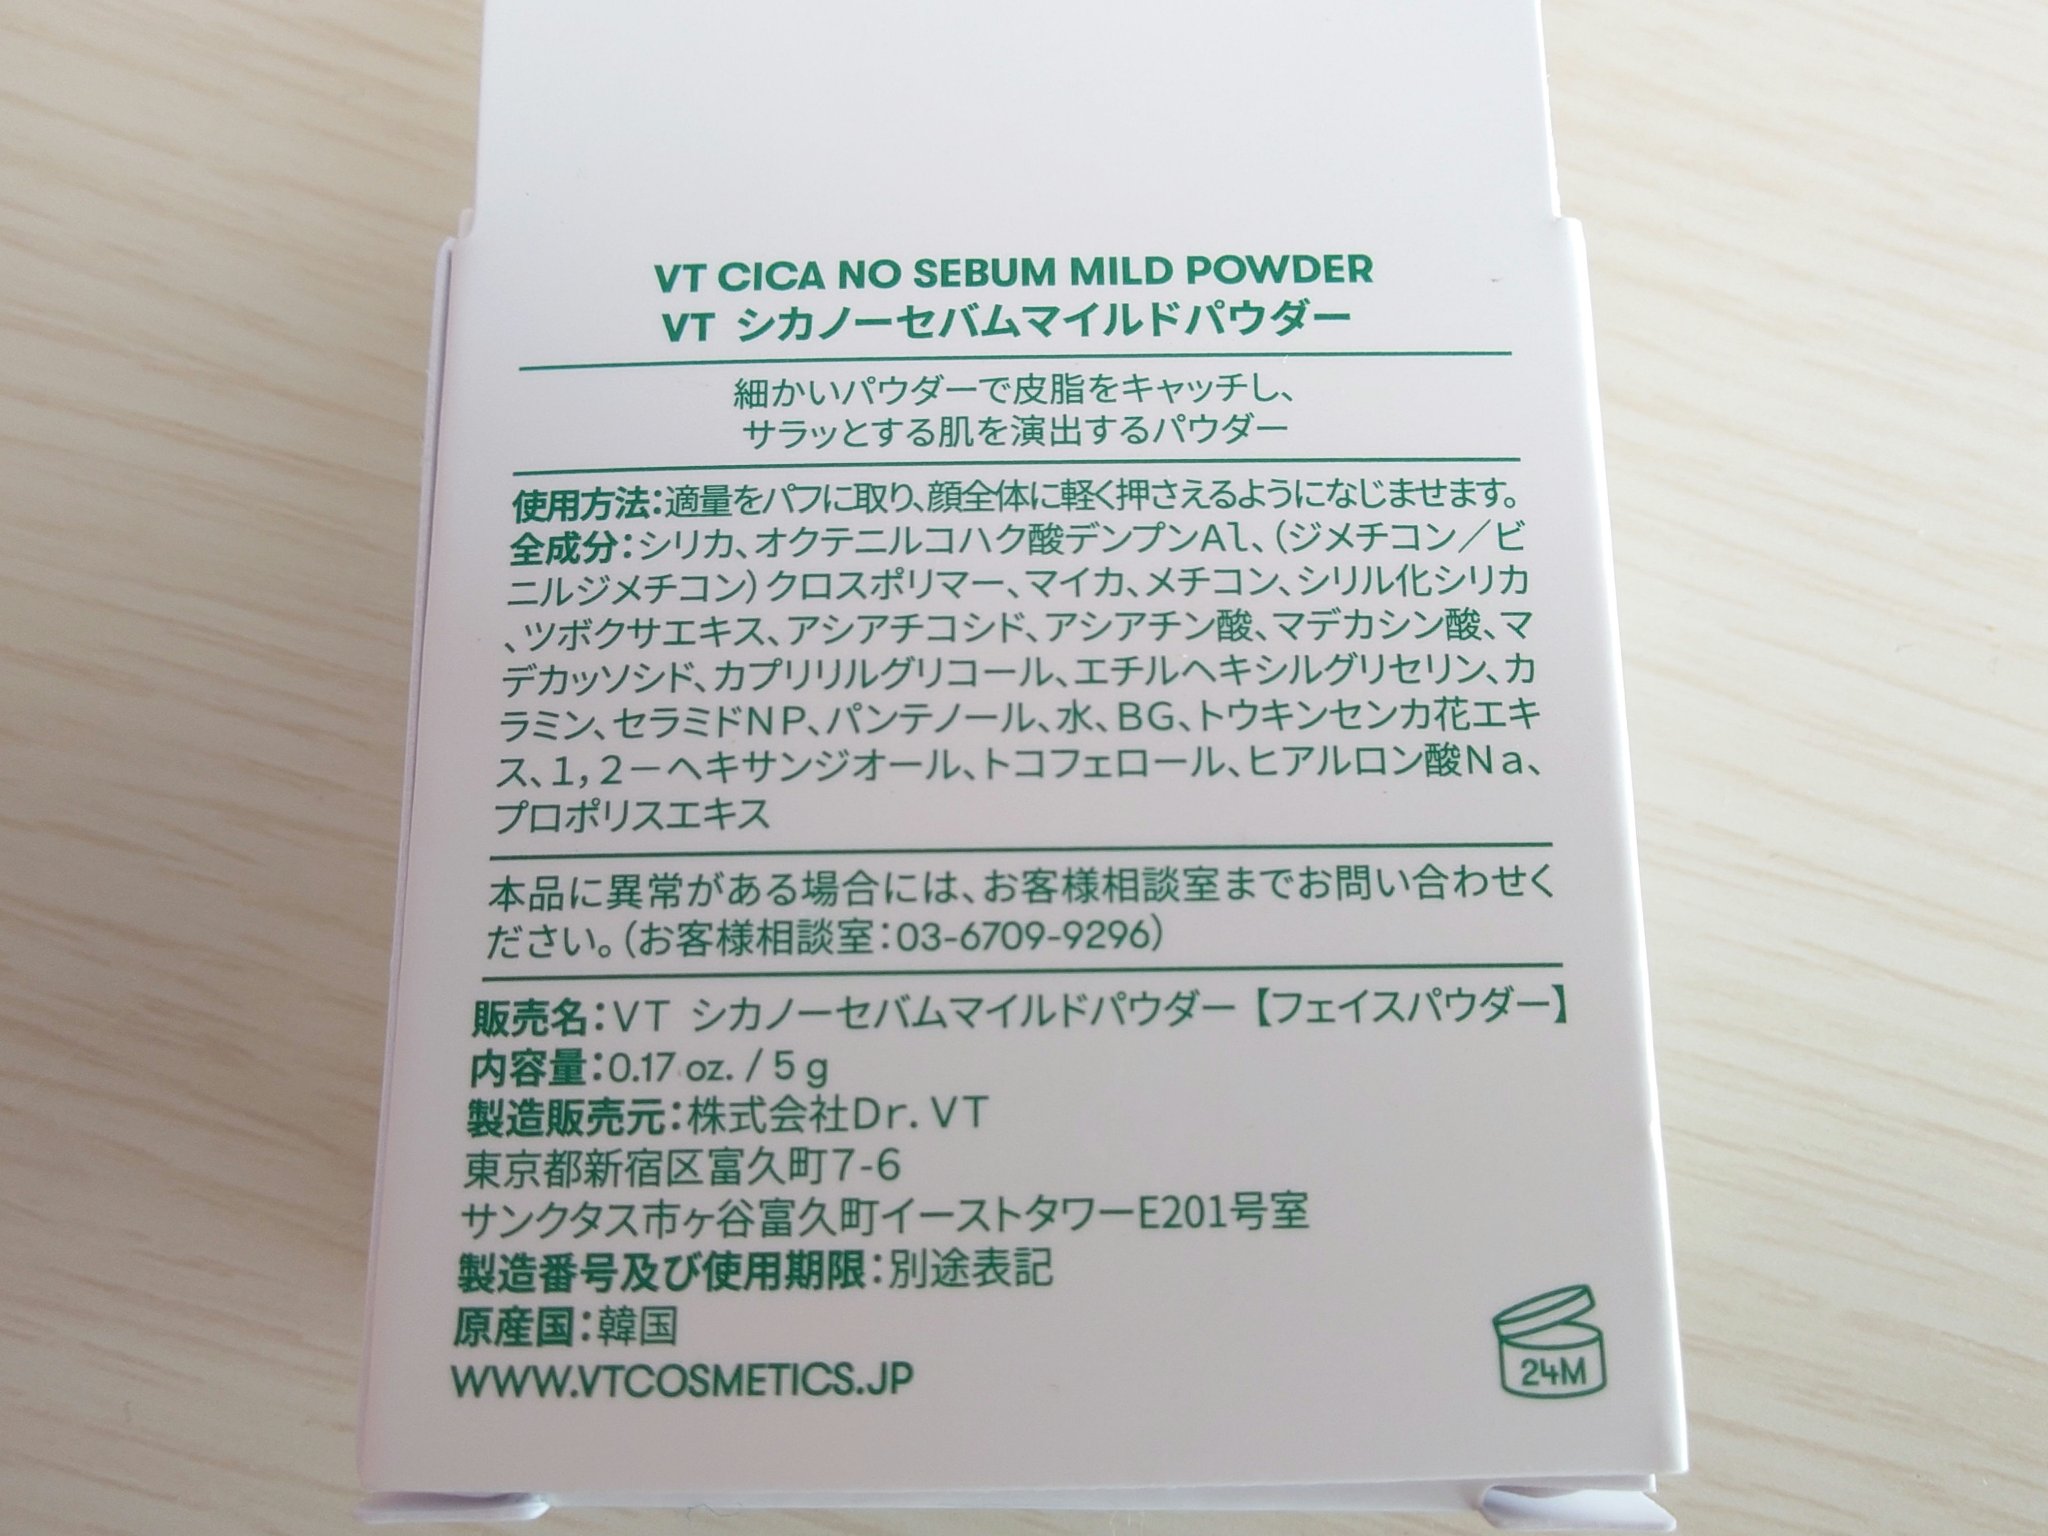 VT CICA NO SEBUM MILD POWDER
VT シカノーセバムマイルドパウダー
細かいパウダーで皮脂をキャッチし、
サラッとする肌を演出するパウダー
使用方法：適量をパフに取り、顔全体に軽く押さえるようになじませます。
全成分：シリカ、オクテニルコハク酸デンプンAl、（ジメチコン／ビ
ニルジメチコン）クロスポリマー、マイカ、メチコン、シリル化シリカ
、ツボクサエキス、アシアチコシド、アシアチン酸、マデカシン酸、マ
デカッソシド、カプリリルグリコール、エチルヘキシルグリセリン、カ
ラミン、セラミドNP、パンテノール、水、BG、トウキンセンカ花エキ
ス、1，2－ヘキサンジオール、トコフェロール、ヒアルロン酸Na、
プロポリスエキス
本品に異常がある場合には、お客様相談室までお問い合わせく
ださい。（お客様相談室：03-6709-9296）
販売名：VT シカノーセバムマイルドパウダー【フェイスパウダー】
内容量：0.17 oz. / 5 g
製造販売元：株式会社Dr. VT
東京都新宿区富久町7-6
サンクタス市ヶ谷富久町イーストタワーE201号室
製造番号及び使用期限：別途表記
原産国：韓国
WWW.VTCOSMETICS.JP
24M